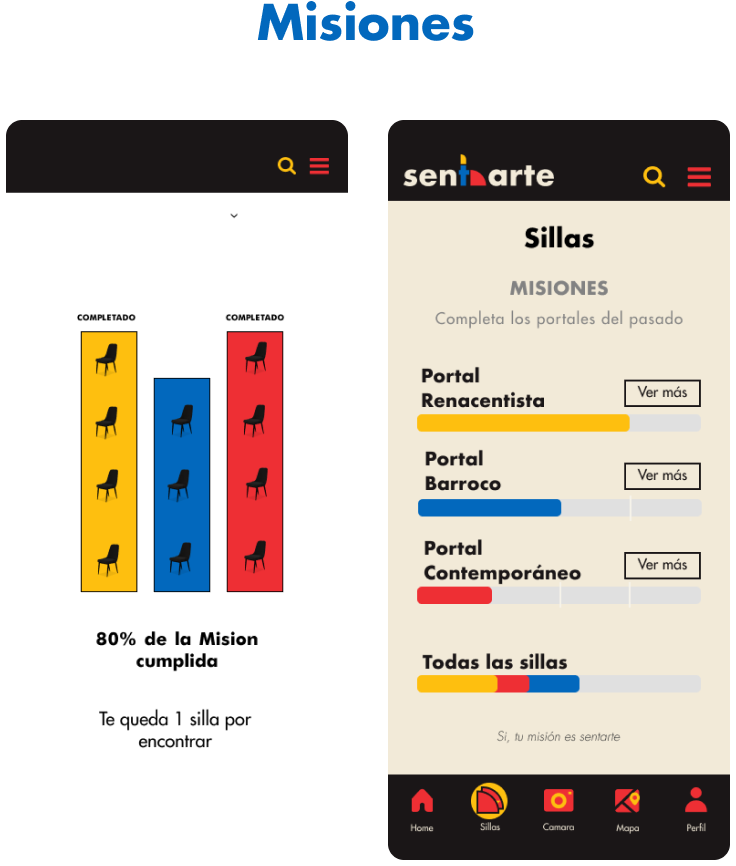 Misiones
COMPLETADO
COMPLETADO
80% de la Mision
cumplida
Te queda 1 silla por
encontrar
sentarte
Sillas
MISIONES
Completa los portales del pasado
Portal
Renacentista
Ver más
Portal
Barroco
Ver más
Portal
Contemporáneo
Ver más
Todas las sillas
Si, tu misión es sentarte
Home
Sillas
Camara
Mapa
Perfil